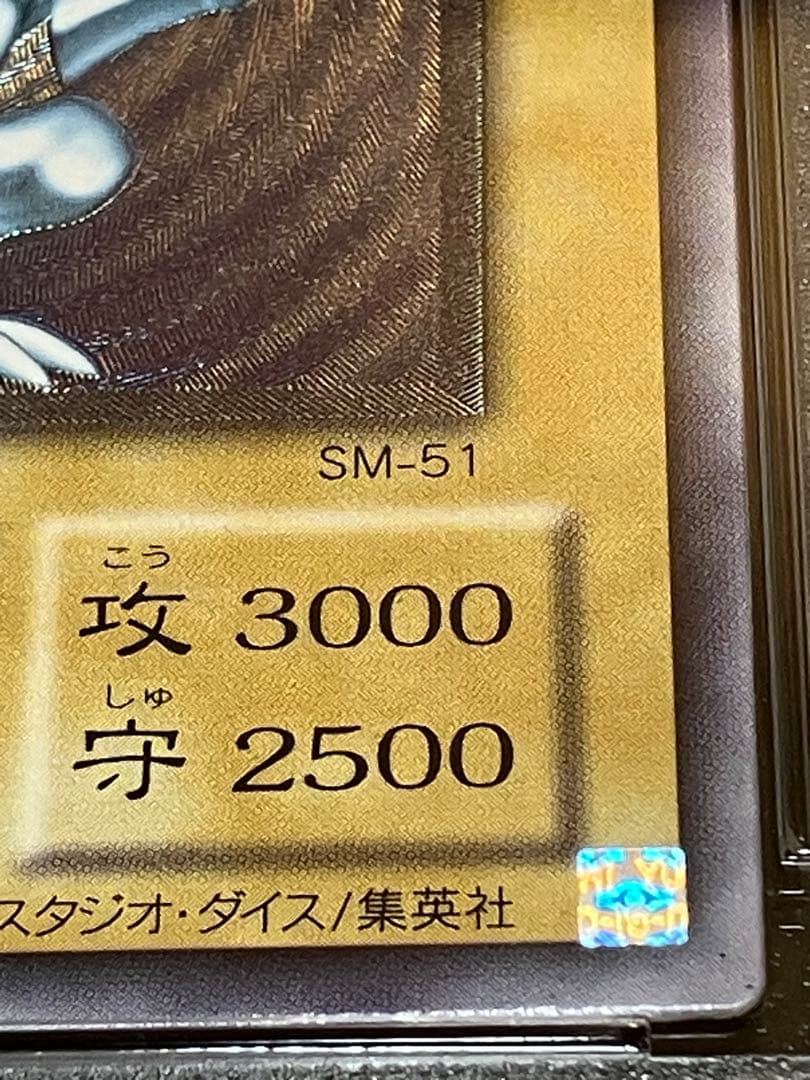 SM-51
こう
攻 3000
しゅ
守 2500
スタジオ・ダイス/集英社